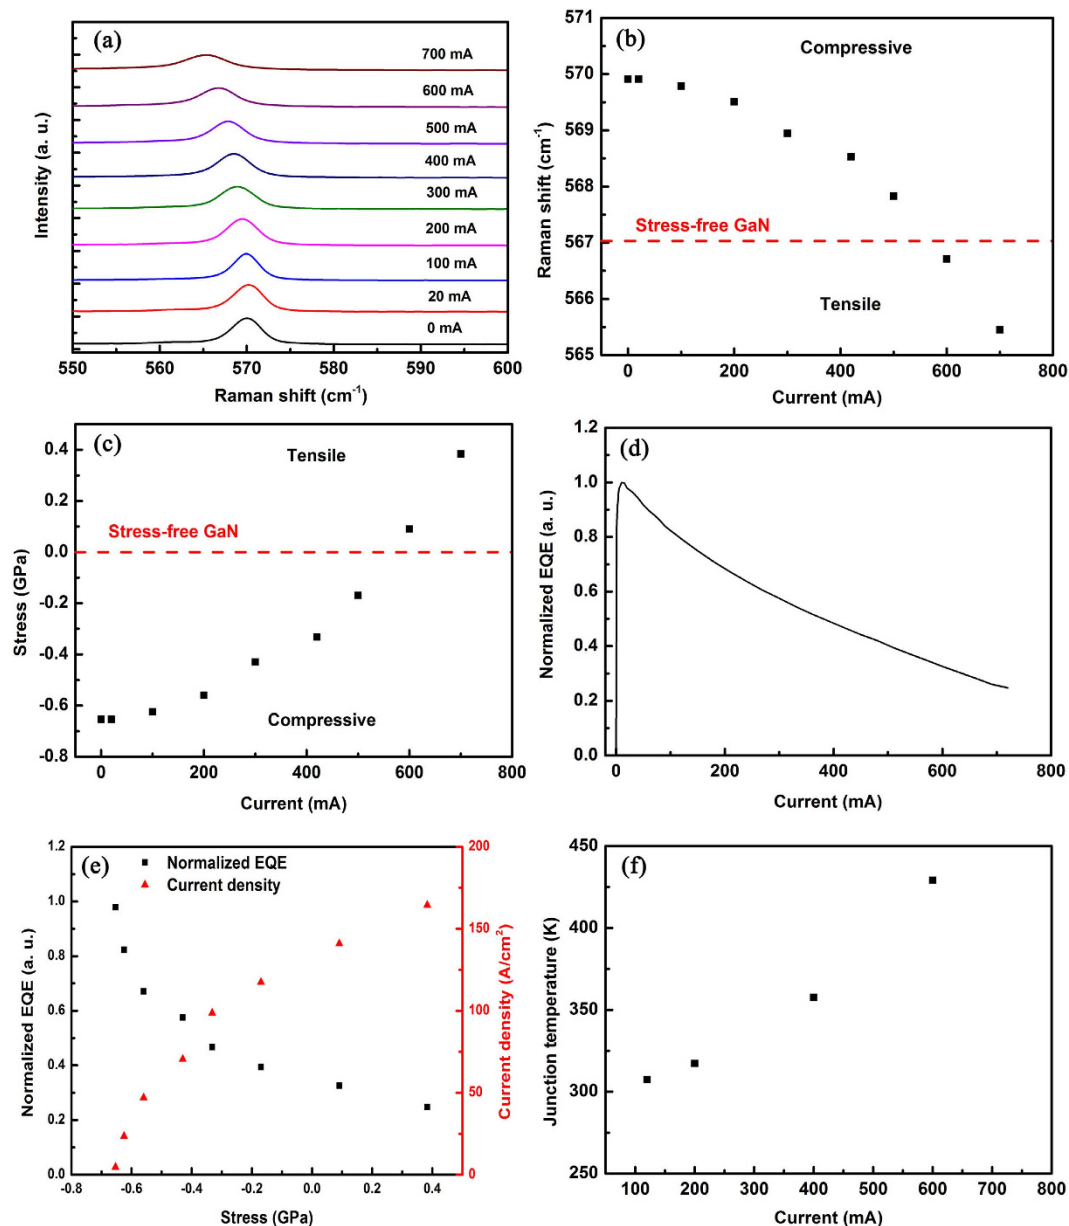 (a)
700 mA
600 mA
500 mA
400 mA
300 mA
200 mA
100 mA
20 mA
0 mA
Intensity (a. u.)
550 560 570 580 590 600
Raman shift (cm-1)
(b)
Compressive
Stress-free GaN
Tensile
571
570
569
568
567
566
565
Raman shift (cm-1)
0 200 400 600 800
Current (mA)
(c)
Tensile
Stress-free GaN
Compressive
0.4
0.2
0.0
-0.2
-0.4
-0.6
-0.8
Stress (GPa)
0 200 400 600 800
Current (mA)
(d)
1.2
1.0
0.8
0.6
0.4
0.2
0.0
Normalized EQE (a. u.)
0 200 400 600 800
Current (mA)
(e)
Normalized EQE
Current density
1.2
1.0
0.8
0.6
0.4
0.2
0.0
Normalized EQE (a. u.)
200
150
100
50
0
Current density (A/cm2)
-0.8 -0.6 -0.4 -0.2 0.0 0.2 0.4
Stress (GPa)
(f)
450
400
350
300
250
Junction temperature (K)
100 200 300 400 500 600 700 800
Current (mA)